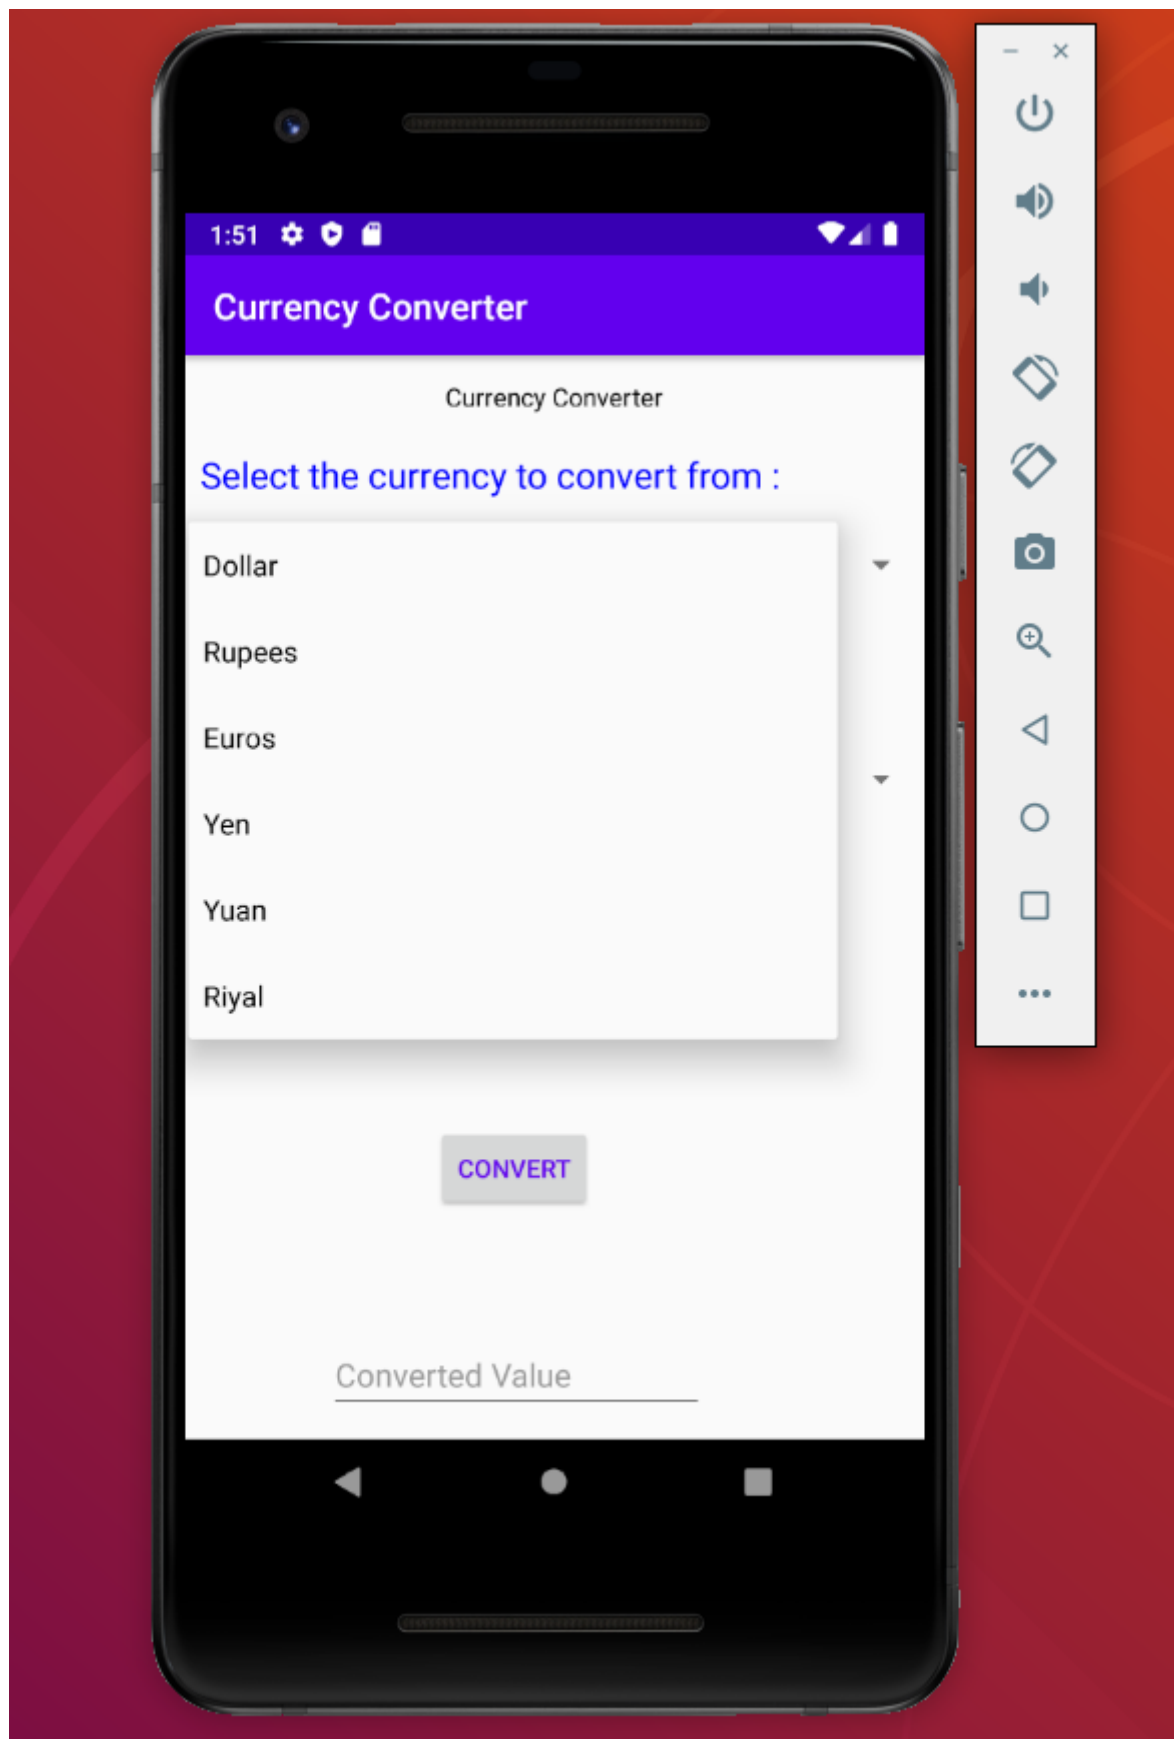 1:51
Currency Converter
Currency Converter
Select the currency to convert from :
Dollar
Rupees
Euros
Yen
Yuan
Riyal
CONVERT
Converted Value